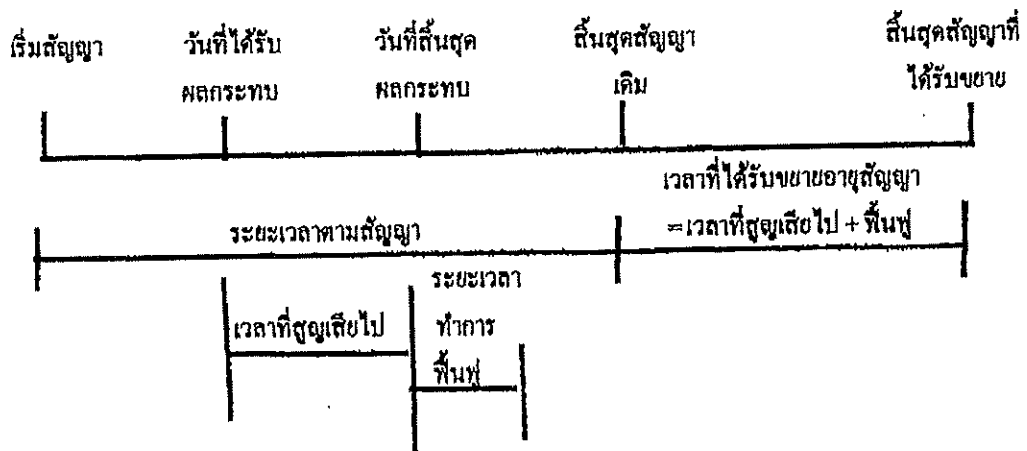 เริ่มสัญญา
วันที่ได้รับ
ผลกระทบ
วันที่สิ้นสุด
ผลกระทบ
สิ้นสุดสัญญา
เดิม
สิ้นสุดสัญญาที่
ได้รับขยาย
เวลาที่ได้รับขยายอายุสัญญา
=เวลาที่สูญเสียไป + ฟื้นฟู
ระยะเวลาตามสัญญา
ระยะเวลา
ทำการ
ฟื้นฟู
เวลาที่สูญเสียไป